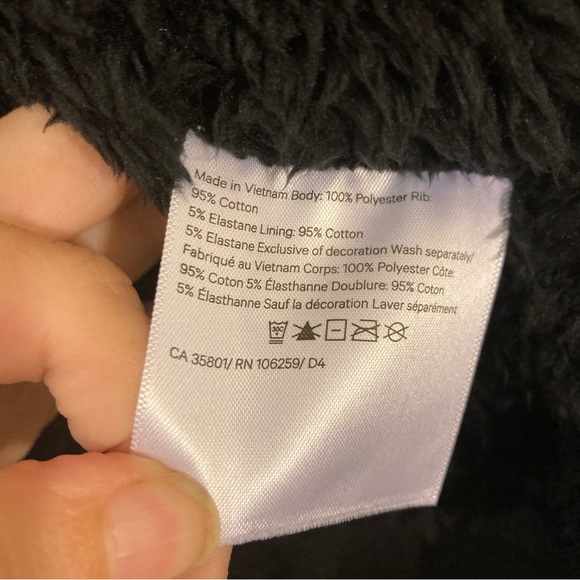 Made in Vietnam Body: 100% Polyester Rib:
95% Cotton
5% Elastane Lining: 95% Cotton
5% Elastane Exclusive of decoration Wash separately/
Fabriqué au Vietnam Corps: 100% Polyester Côte:
95% Coton 5% Élasthanne Doublure: 95% Coton
5% Élasthanne Sauf la décoration Laver séparément
CA 35801/ RN 106259/ D4